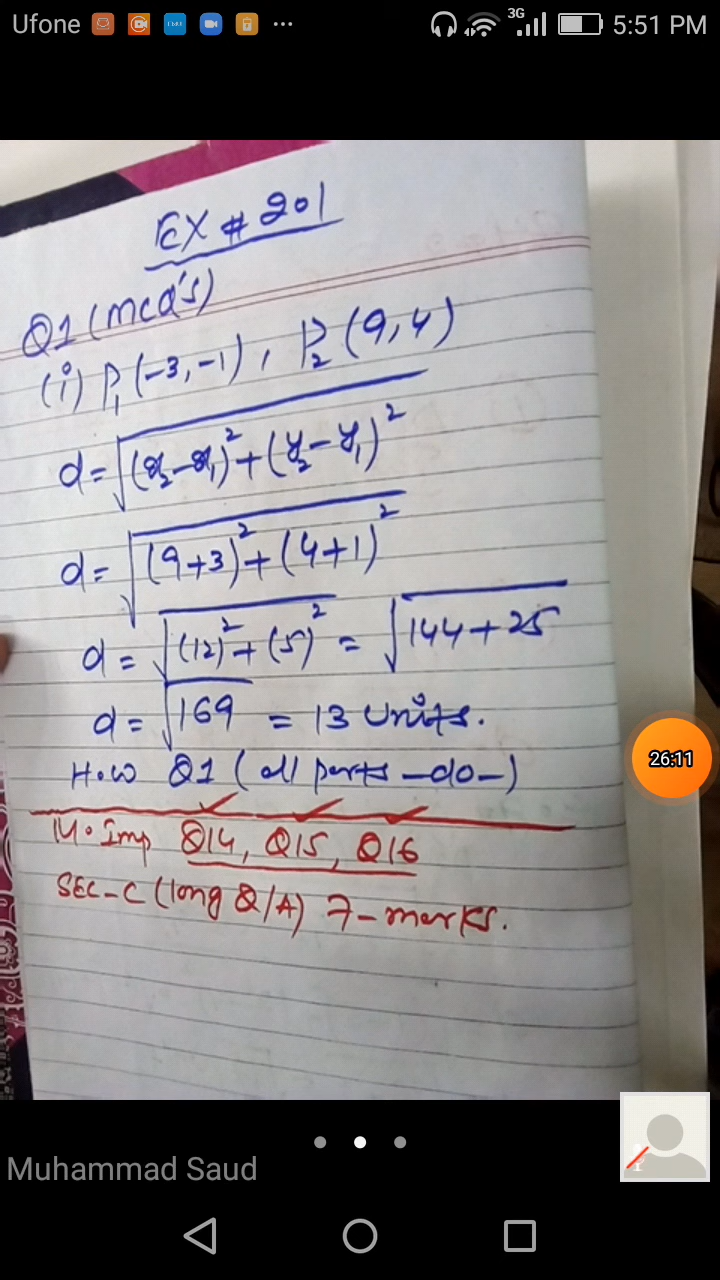 Ufone ... 3G 5:51 PM
EX # 201
Q1 (mcq's)
(i) P₁(-3,-1), P₂(9,4)
d=√(x₂-x₁)²+(y₂-y₁)²
d=√(9+3)²+(4+1)²
d=√(12)²+(5)² = √144+25
d=√169 = 13 units.
H.W Q1 (all parts -do-)
26:11
M.Imp Q14, Q15, Q16
SEC-C (long Q/A) 7-marks.
Muhammad Saud